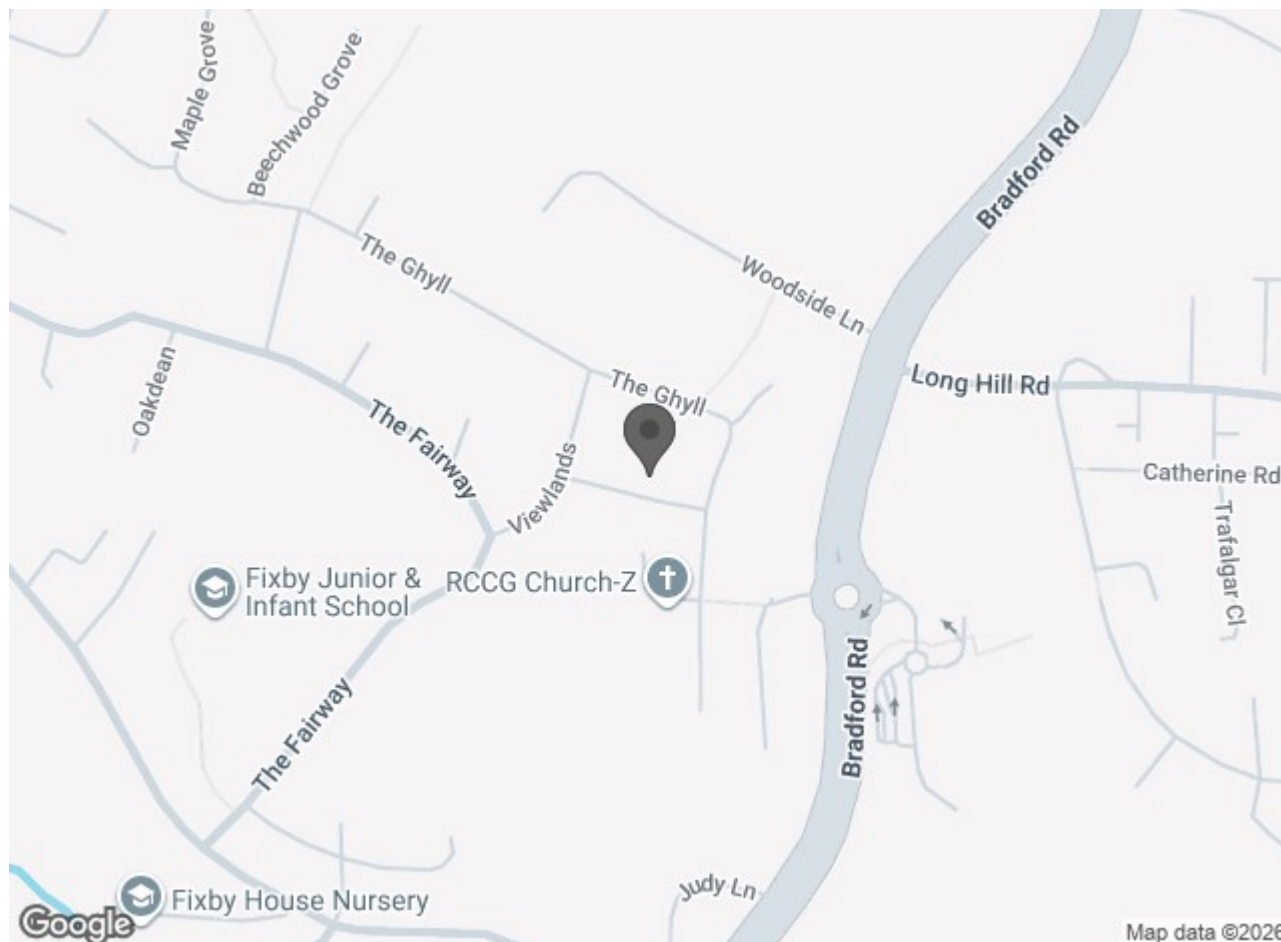 Maple Grove
Beechwood Grove
Bradford Rd
The Ghyll
Woodside Ln
Oakdean
The Ghyll
Long Hill Rd
The Fairway
Viewlands
Catherine Rd
Trafalgar Cl
Fixby Junior &
Infant School
RCCG Church-Z
Bradford Rd
The Fairway
Judy Ln
Fixby House Nursery
Google
Map data ©2026